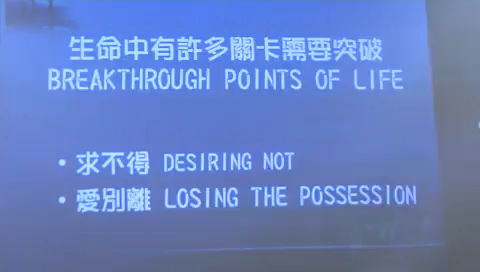 生命中有許多關卡需要突破
BREAKTHROUGH POINTS OF LIFE
• 求不得 DESIRING NOT
• 愛別離 LOSING THE POSSESSION